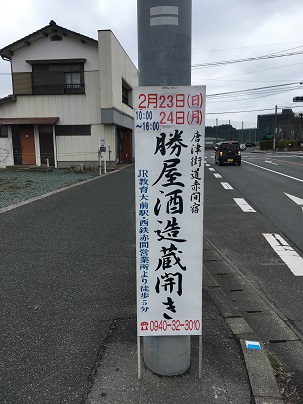 2月23日(日)
24日(月)
10:00
~16:00
唐津街道赤間宿
勝屋酒造蔵開き
JR教育大前駅・西鉄赤間営業所より徒歩5分
☎0940-32-3010